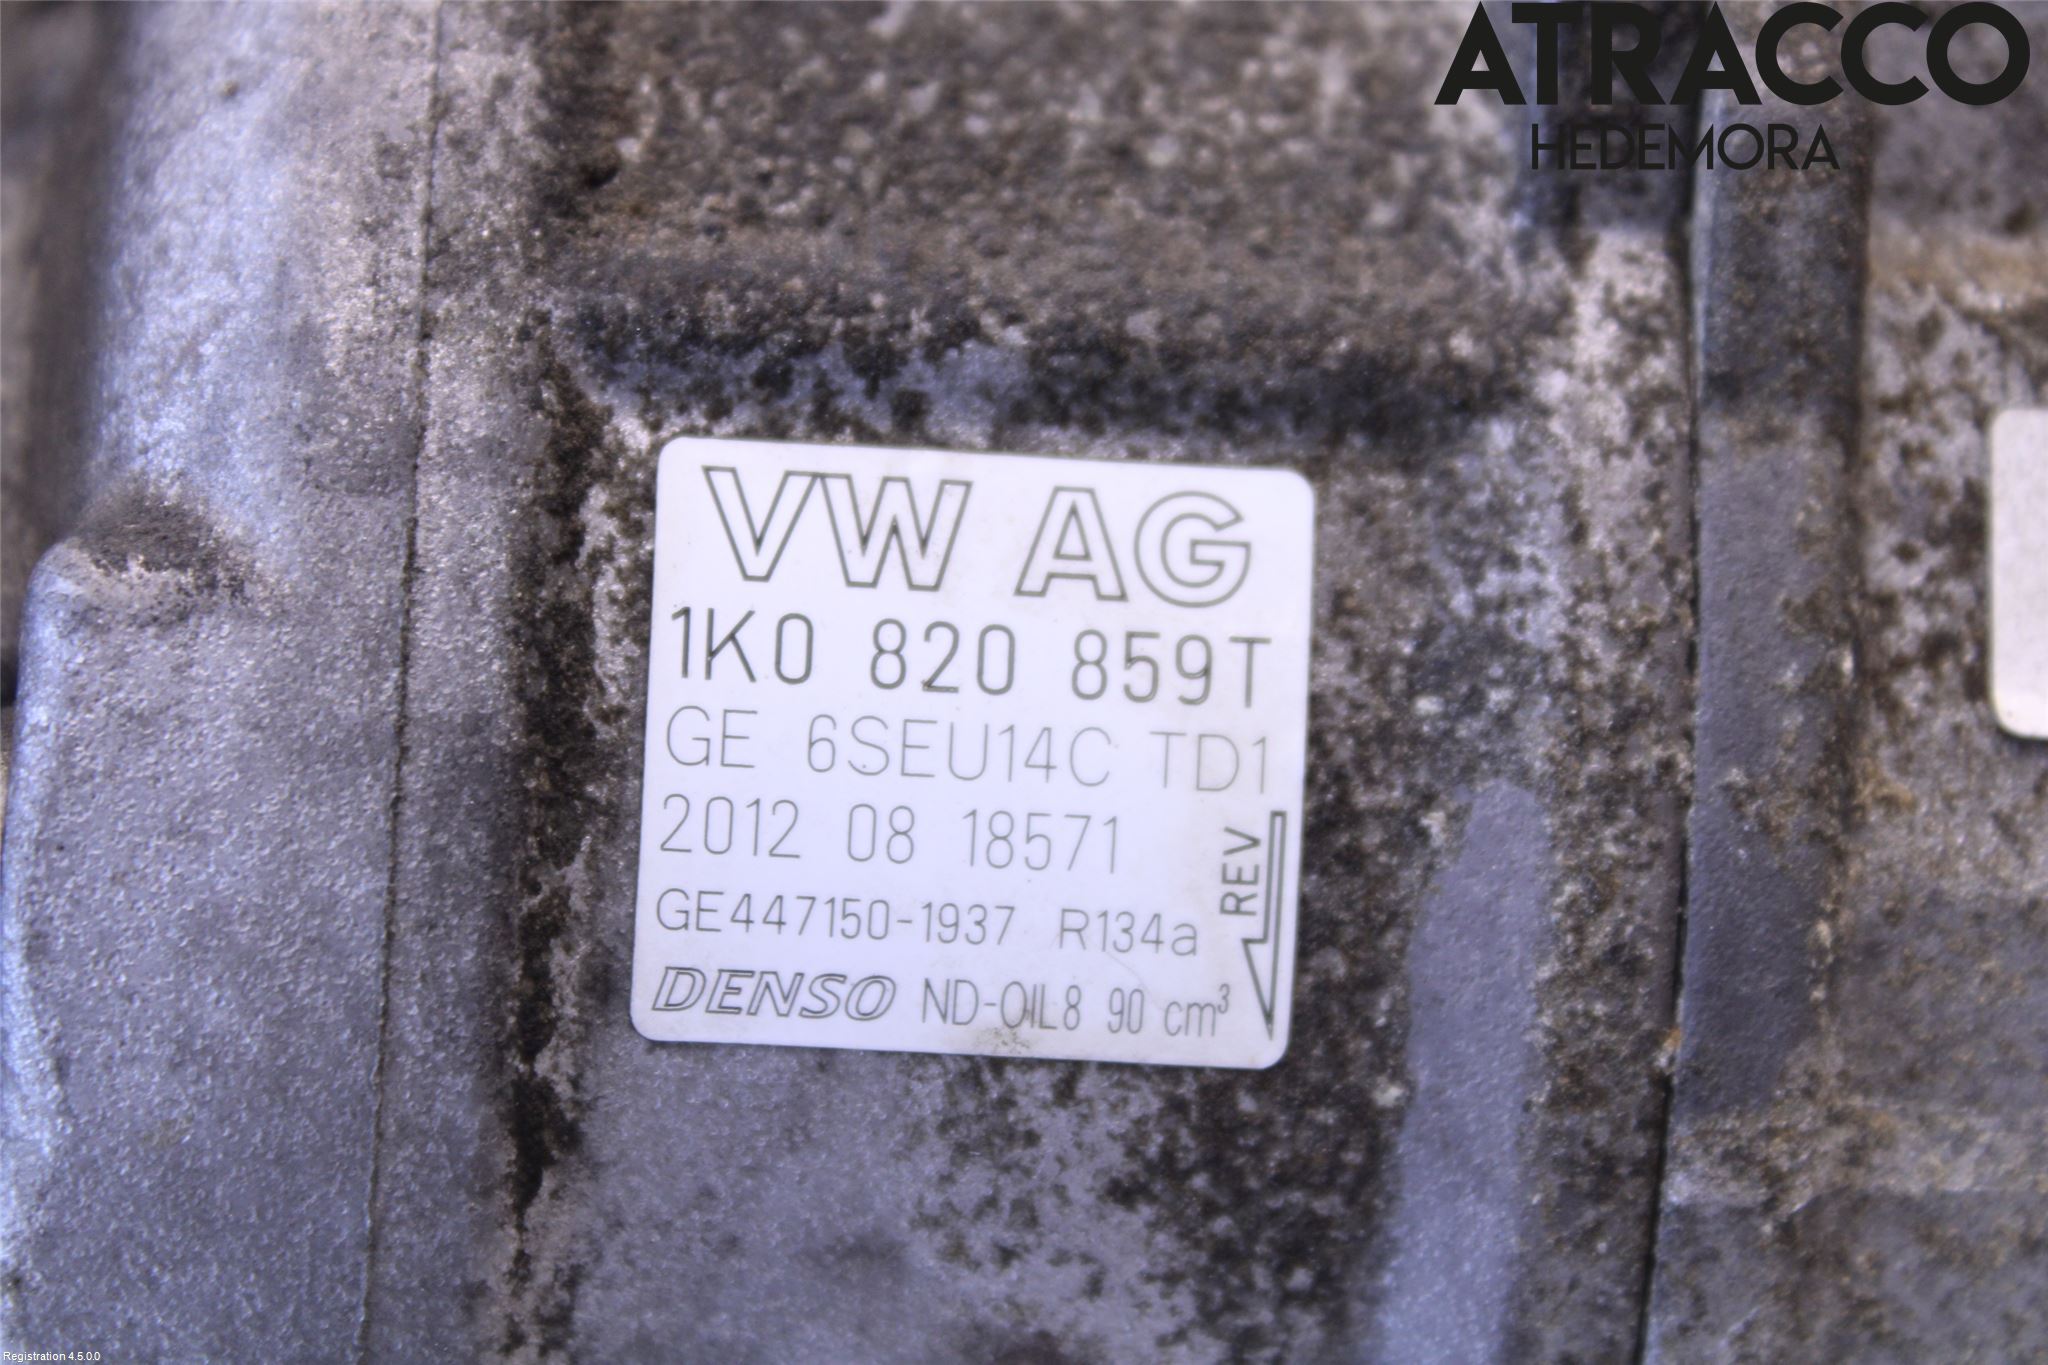 ATRACCO
HEDEMORA
VW AG
1K0 820 859T
GE 6SEU14C TD1
2012 08 18571
REV
GE447150-1937 R134a
DENSO ND-OIL8 90 cm³
Registration 4.5.0.0